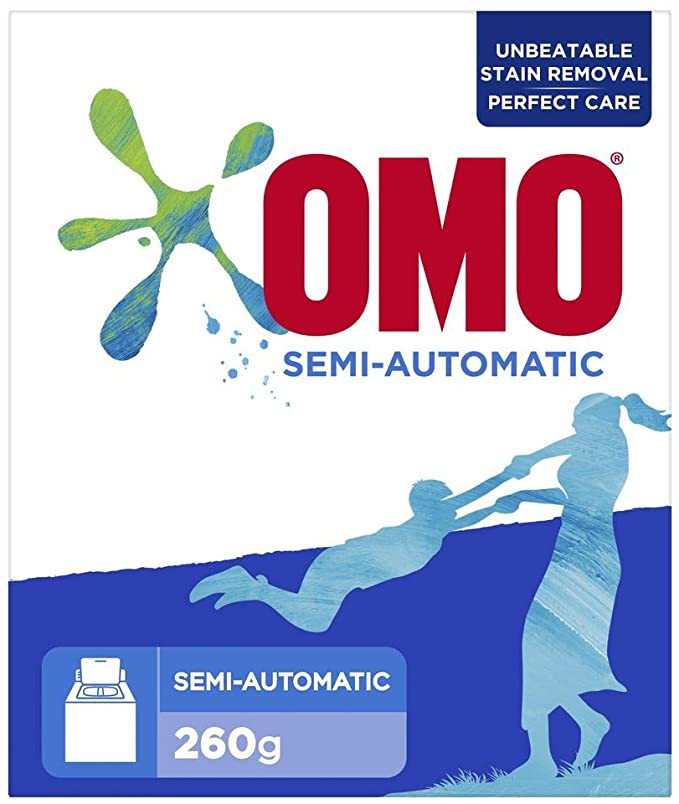 UNBEATABLE
STAIN REMOVAL
PERFECT CARE
OMO®
SEMI-AUTOMATIC
SEMI-AUTOMATIC
260g